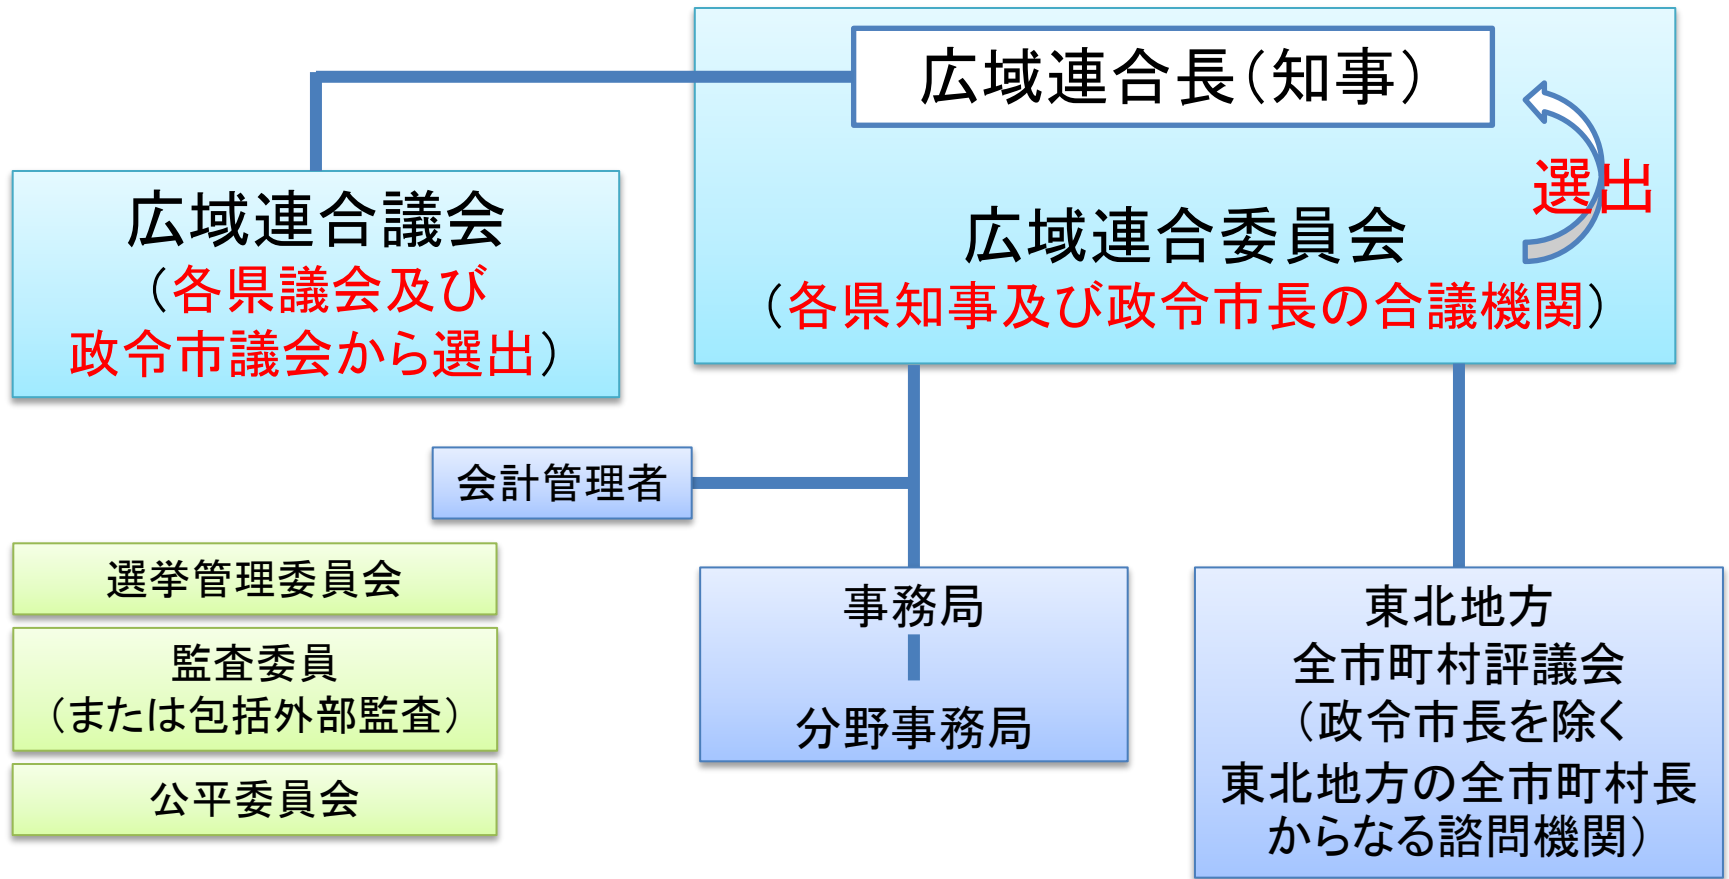 広域連合長（知事）
選出
広域連合委員会
（各県知事及び政令市長の合議機関）
広域連合議会
（各県議会及び
政令市議会から選出）
会計管理者
選挙管理委員会
監査委員
（または包括外部監査）
公平委員会
事務局
分野事務局
東北地方
全市町村評議会
（政令市長を除く
東北地方の全市町村長
からなる諮問機関）